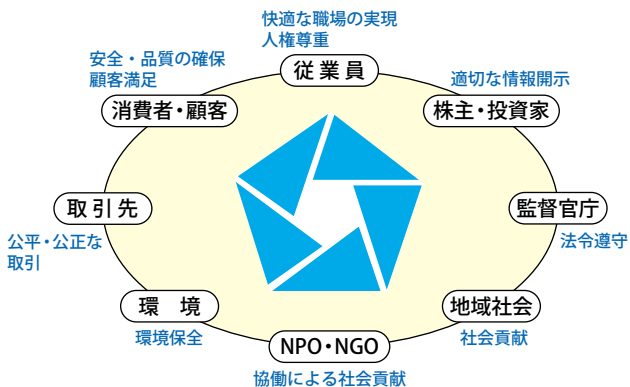 快適な職場の実現
人権尊重
従業員
安全・品質の確保
顧客満足
消費者・顧客
適切な情報開示
株主・投資家
取引先
公平・公正な
取引
監督官庁
法令遵守
環　境
環境保全
地域社会
社会貢献
NPO・NGO
協働による社会貢献